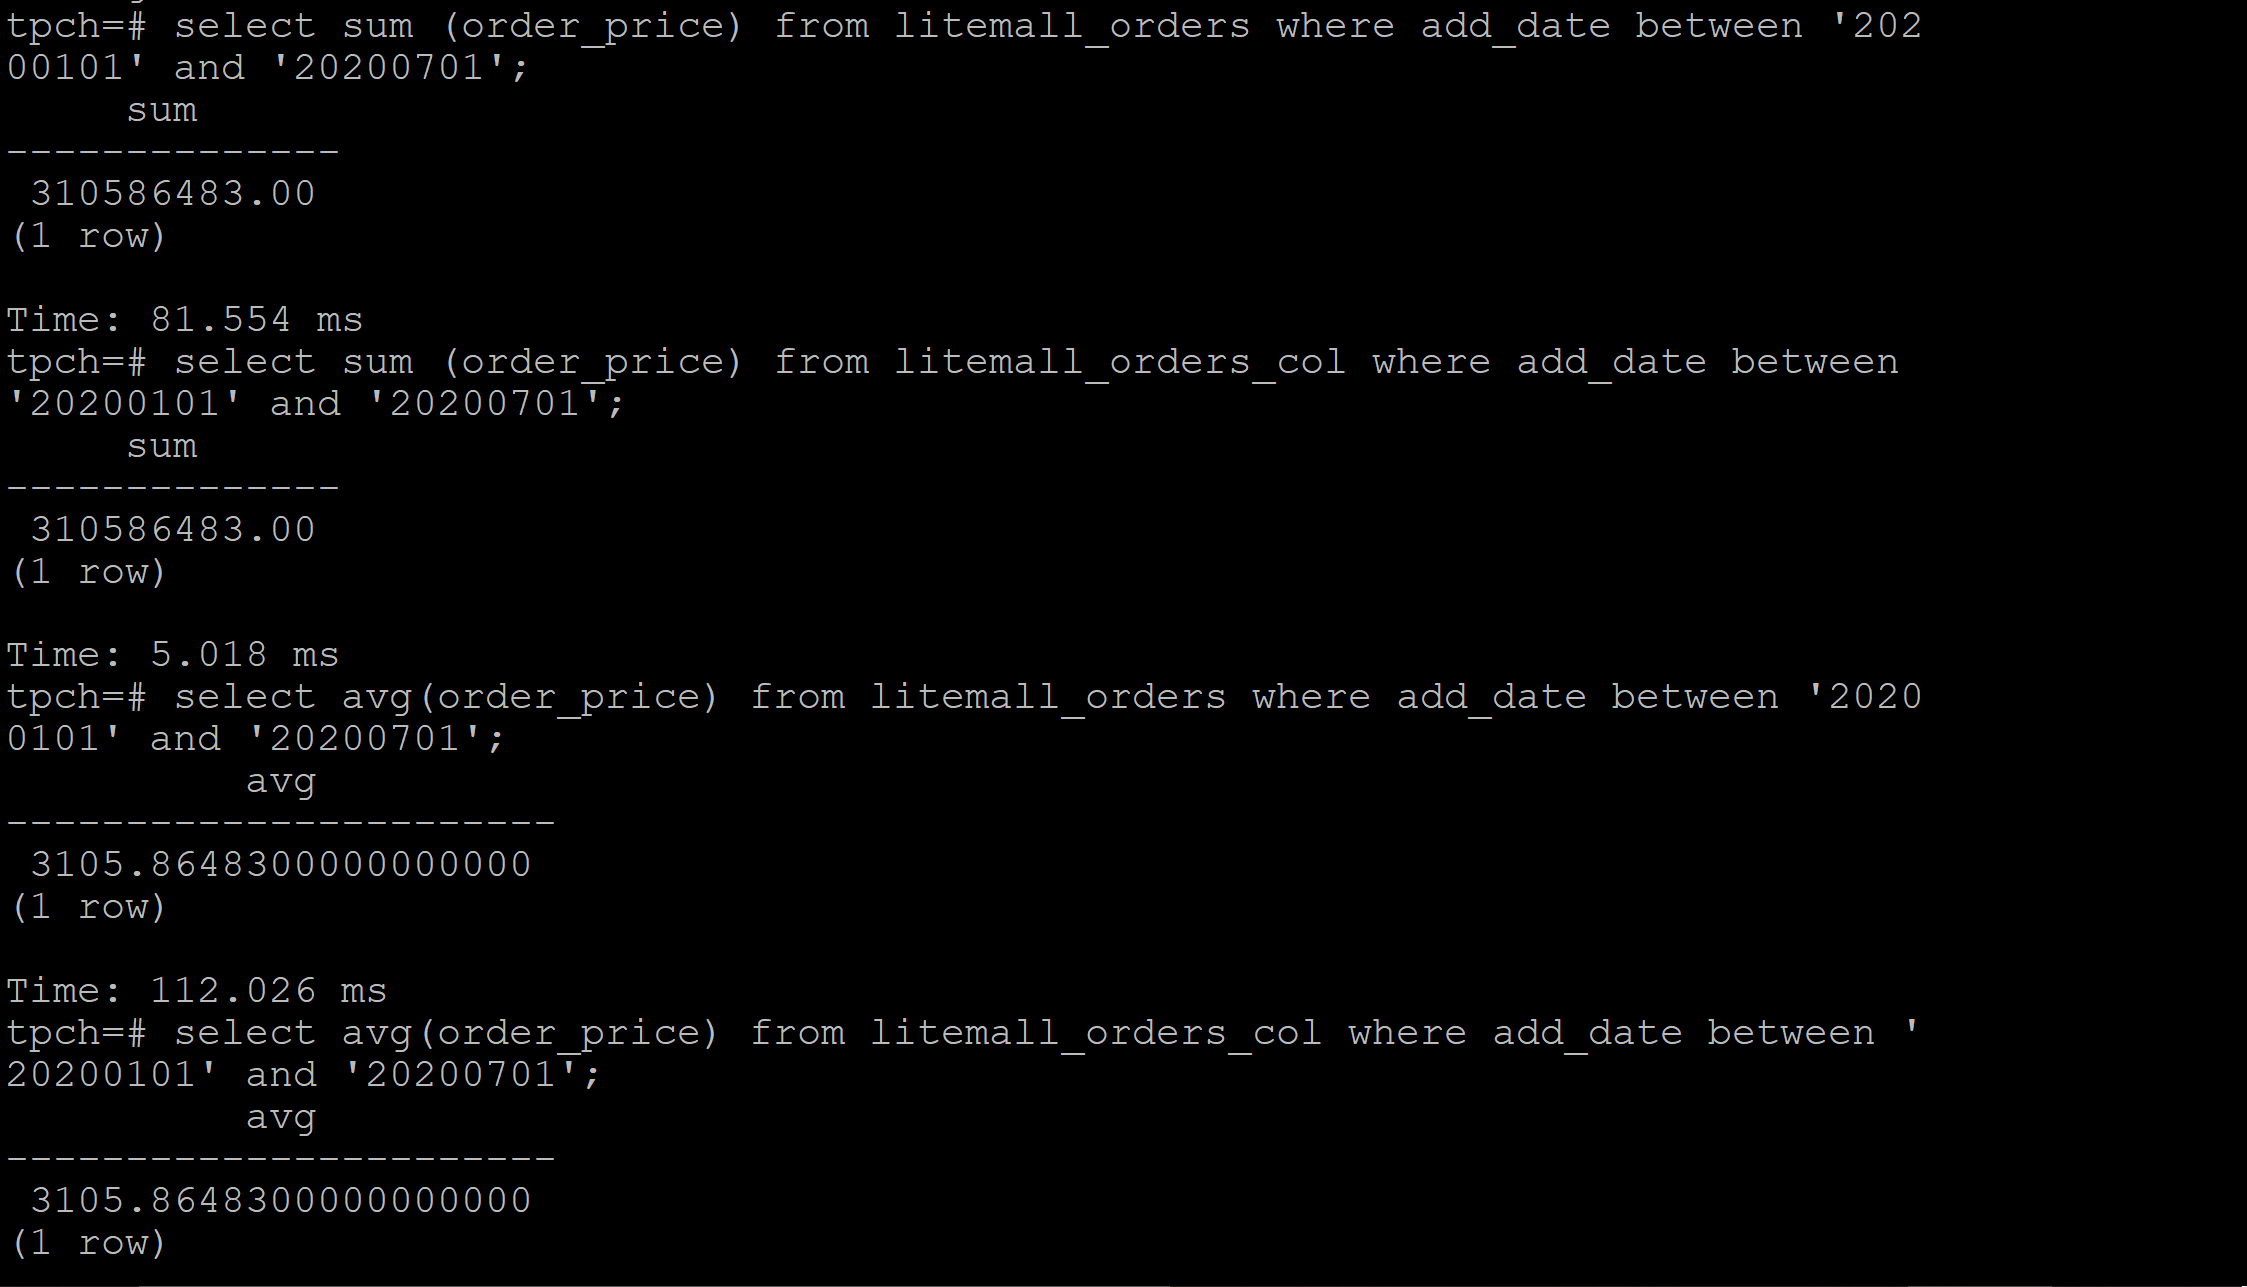 tpch=# select sum (order_price) from litemall_orders where add_date between '202
00101' and '20200701';
     sum
--------------
 310586483.00
(1 row)

Time: 81.554 ms
tpch=# select sum (order_price) from litemall_orders_col where add_date between
'20200101' and '20200701';
     sum
--------------
 310586483.00
(1 row)

Time: 5.018 ms
tpch=# select avg(order_price) from litemall_orders where add_date between '2020
0101' and '20200701';
          avg
-----------------------
 3105.8648300000000000
(1 row)

Time: 112.026 ms
tpch=# select avg(order_price) from litemall_orders_col where add_date between '
20200101' and '20200701';
          avg
-----------------------
 3105.8648300000000000
(1 row)